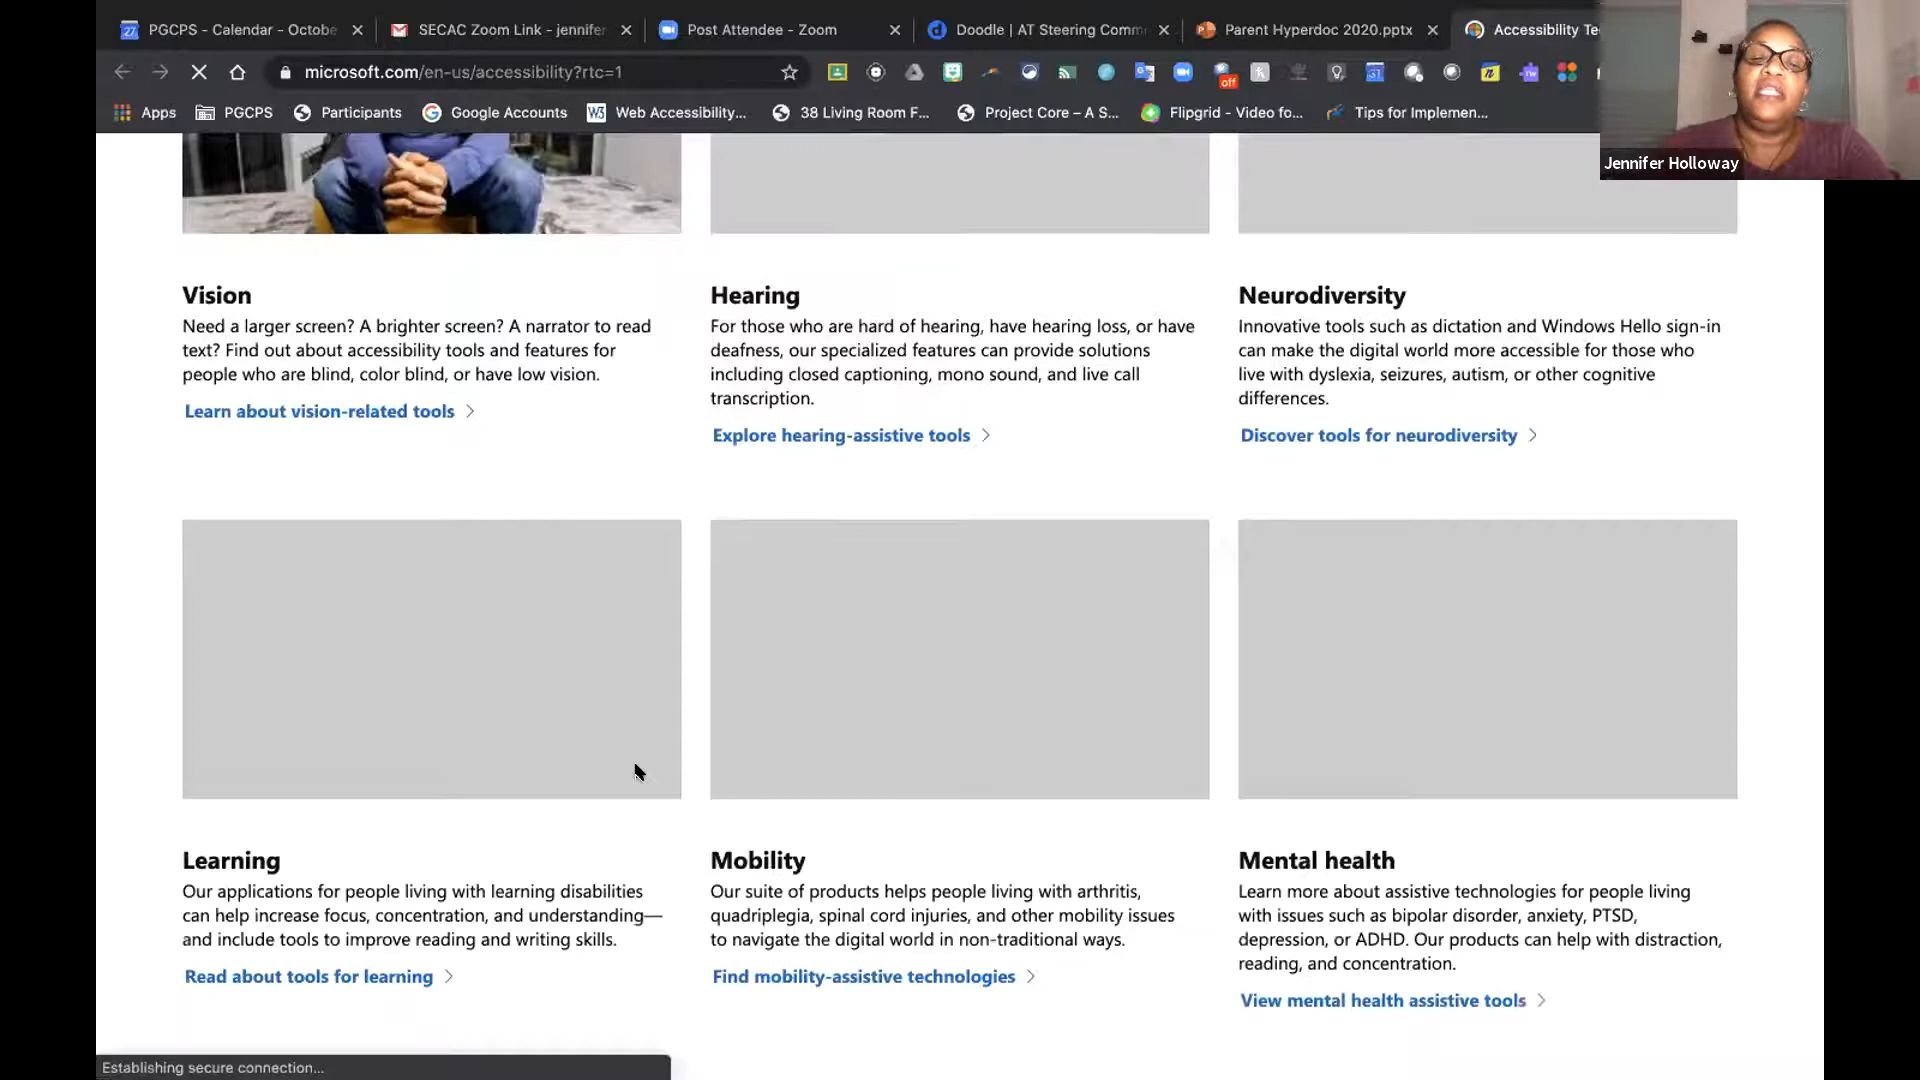 PGCPS - Calendar - Octobe
SECAC Zoom Link - jennifer
Post Attendee - Zoom
Doodle | AT Steering Comm
Parent Hyperdoc 2020.pptx
Accessibility Te
microsoft.com/en-us/accessibility?rtc=1
off
Apps
PGCPS
Participants
Google Accounts
Web Accessibility...
38 Living Room F...
Project Core – A S...
Flipgrid - Video fo...
Tips for Implemen...
Jennifer Holloway
Vision
Need a larger screen? A brighter screen? A narrator to read
text? Find out about accessibility tools and features for
people who are blind, color blind, or have low vision.
Learn about vision-related tools
Hearing
For those who are hard of hearing, have hearing loss, or have
deafness, our specialized features can provide solutions
including closed captioning, mono sound, and live call
transcription.
Explore hearing-assistive tools
Neurodiversity
Innovative tools such as dictation and Windows Hello sign-in
can make the digital world more accessible for those who
live with dyslexia, seizures, autism, or other cognitive
differences.
Discover tools for neurodiversity
Learning
Our applications for people living with learning disabilities
can help increase focus, concentration, and understanding—
and include tools to improve reading and writing skills.
Read about tools for learning
Mobility
Our suite of products helps people living with arthritis,
quadriplegia, spinal cord injuries, and other mobility issues
to navigate the digital world in non-traditional ways.
Find mobility-assistive technologies
Mental health
Learn more about assistive technologies for people living
with issues such as bipolar disorder, anxiety, PTSD,
depression, or ADHD. Our products can help with distraction,
reading, and concentration.
View mental health assistive tools
Establishing secure connection...